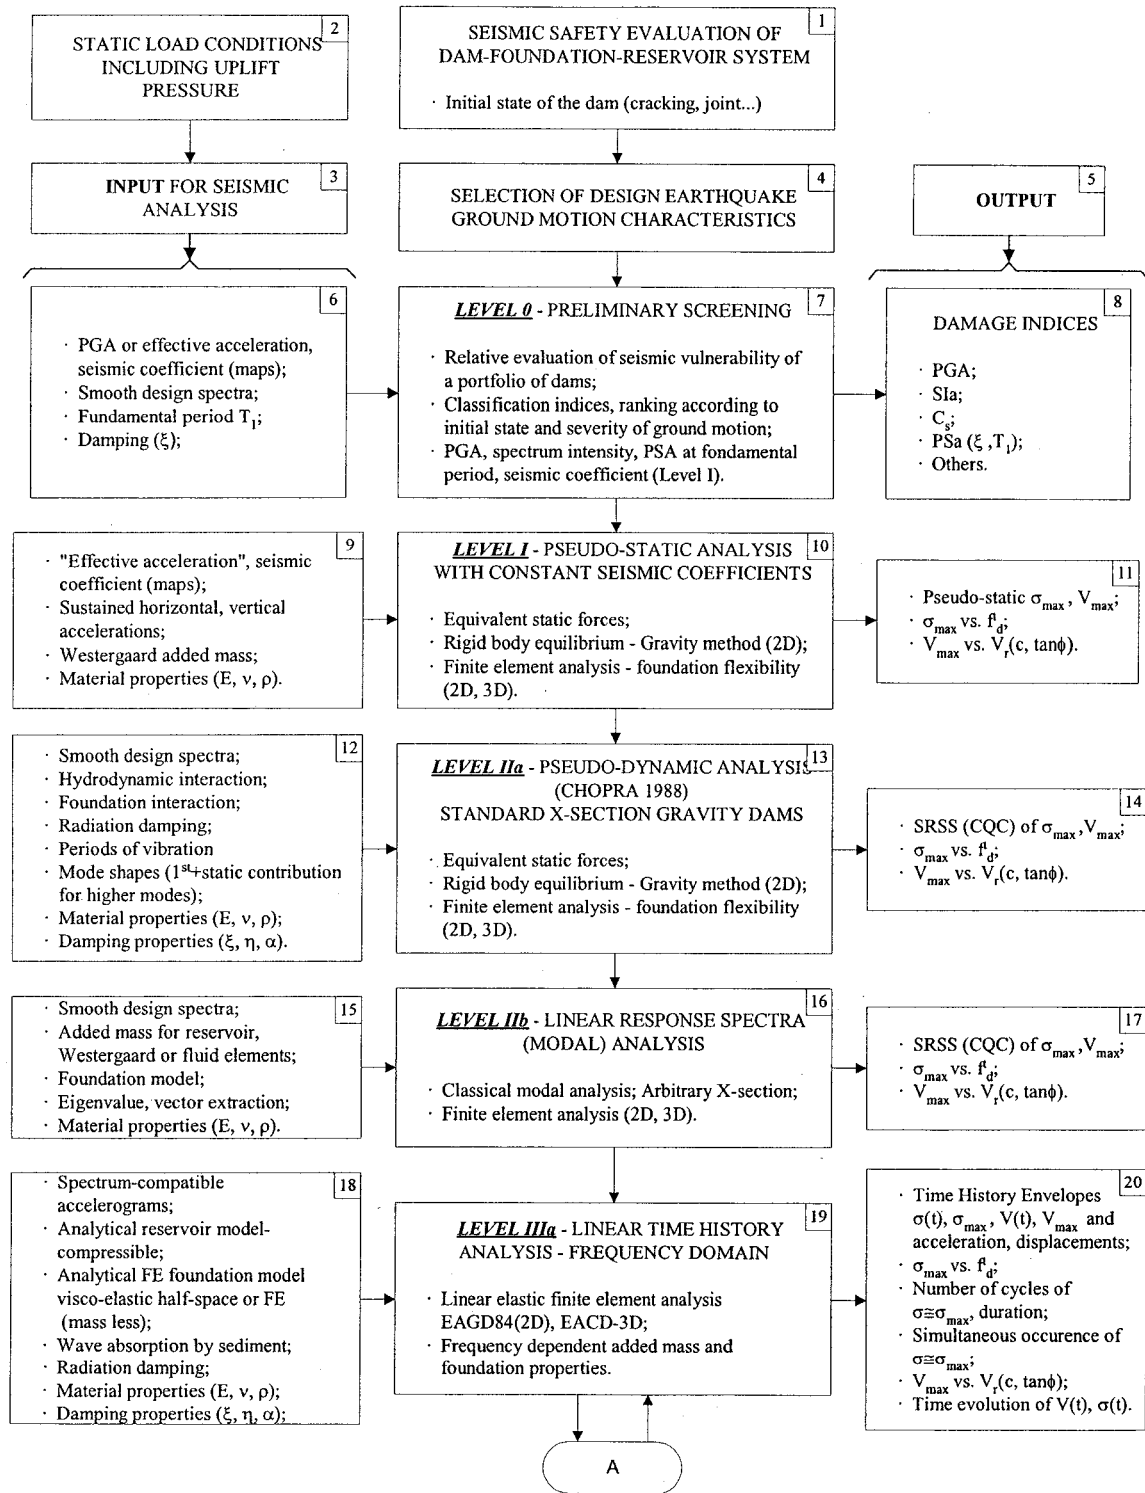 2
STATIC LOAD CONDITIONS
INCLUDING UPLIFT
PRESSURE
1
SEISMIC SAFETY EVALUATION OF
DAM-FOUNDATION-RESERVOIR SYSTEM
· Initial state of the dam (cracking, joint...)
3
INPUT FOR SEISMIC
ANALYSIS
4
SELECTION OF DESIGN EARTHQUAKE
GROUND MOTION CHARACTERISTICS
5
OUTPUT
6
· PGA or effective acceleration,
seismic coefficient (maps);
· Smooth design spectra;
· Fundamental period T₁;
· Damping (ξ);
7
LEVEL 0 - PRELIMINARY SCREENING
· Relative evaluation of seismic vulnerability of
a portfolio of dams;
· Classification indices, ranking according to
initial state and severity of ground motion;
· PGA, spectrum intensity, PSA at fondamental
period, seismic coefficient (Level I).
8
DAMAGE INDICES
· PGA;
· SIa;
· Cₛ;
· PSa (ξ ,T₁);
· Others.
9
· "Effective acceleration", seismic
coefficient (maps);
· Sustained horizontal, vertical
accelerations;
· Westergaard added mass;
· Material properties (E, ν, ρ).
10
LEVEL I - PSEUDO-STATIC ANALYSIS
WITH CONSTANT SEISMIC COEFFICIENTS
· Equivalent static forces;
· Rigid body equilibrium - Gravity method (2D);
· Finite element analysis - foundation flexibility
(2D, 3D).
11
· Pseudo-static σmax , Vmax;
· σmax vs. fᵗd;
· Vmax vs. Vr(c, tanϕ).
12
· Smooth design spectra;
· Hydrodynamic interaction;
· Foundation interaction;
· Radiation damping;
· Periods of vibration
· Mode shapes (1st+static contribution
for higher modes);
· Material properties (E, ν, ρ);
· Damping properties (ξ, η, α).
13
LEVEL IIa - PSEUDO-DYNAMIC ANALYSIS
(CHOPRA 1988)
STANDARD X-SECTION GRAVITY DAMS
· Equivalent static forces;
· Rigid body equilibrium - Gravity method (2D);
· Finite element analysis - foundation flexibility
(2D, 3D).
14
· SRSS (CQC) of σmax ,Vmax;
· σmax vs. fᵗd;
· Vmax vs. Vr(c, tanϕ).
15
· Smooth design spectra;
· Added mass for reservoir,
Westergaard or fluid elements;
· Foundation model;
· Eigenvalue, vector extraction;
· Material properties (E, ν, ρ).
16
LEVEL IIb - LINEAR RESPONSE SPECTRA
(MODAL) ANALYSIS
· Classical modal analysis; Arbitrary X-section;
· Finite element analysis (2D, 3D).
17
· SRSS (CQC) of σmax ,Vmax;
· σmax vs. fᵗd;
· Vmax vs. Vr(c, tanϕ).
18
· Spectrum-compatible
accelerograms;
· Analytical reservoir model-
compressible;
· Analytical FE foundation model
visco-elastic half-space or FE
(mass less);
· Wave absorption by sediment;
· Radiation damping;
· Material properties (E, ν, ρ);
· Damping properties (ξ, η, α);
19
LEVEL IIIa - LINEAR TIME HISTORY
ANALYSIS - FREQUENCY DOMAIN
· Linear elastic finite element analysis
EAGD84(2D), EACD-3D;
· Frequency dependent added mass and
foundation properties.
20
· Time History Envelopes
σ(t), σmax , V(t), Vmax and
acceleration, displacements;
· σmax vs. fᵗd;
· Number of cycles of
σ≅σmax, duration;
· Simultaneous occurence of
σ≅σmax;
· Vmax vs. Vr(c, tanϕ);
· Time evolution of V(t), σ(t).
A